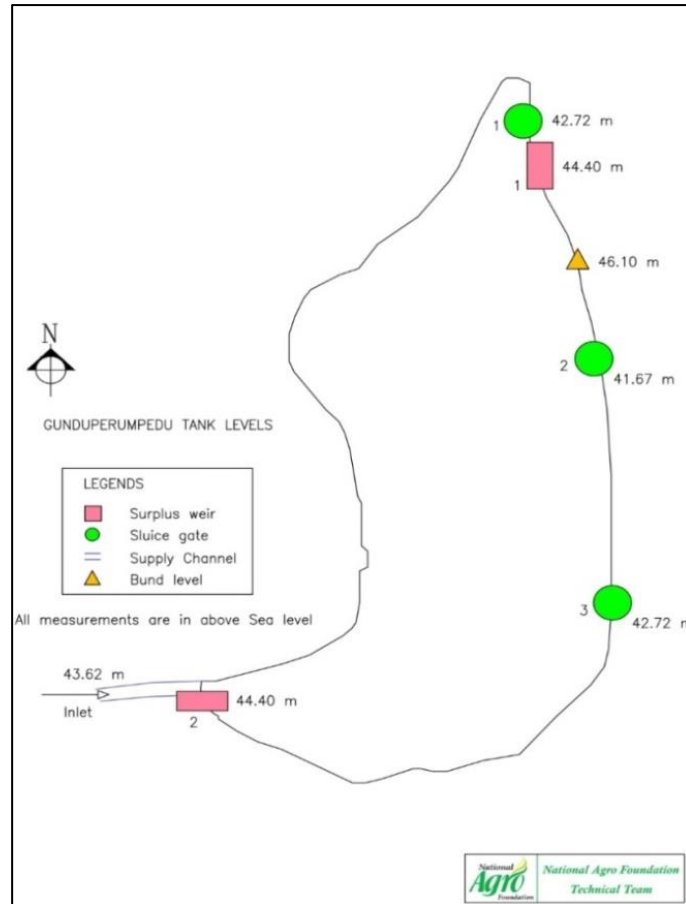 1
42.72 m
44.40 m
1
46.10 m
N
2
41.67 m
GUNDUPERUMPEDU TANK LEVELS
LEGENDS
Surplus weir
Sluice gate
Supply Channel
Bund level
All measurements are in above Sea level
3
42.72 m
43.62 m
Inlet
44.40 m
2
National
Agro
Foundation
National Agro Foundation
Technical Team